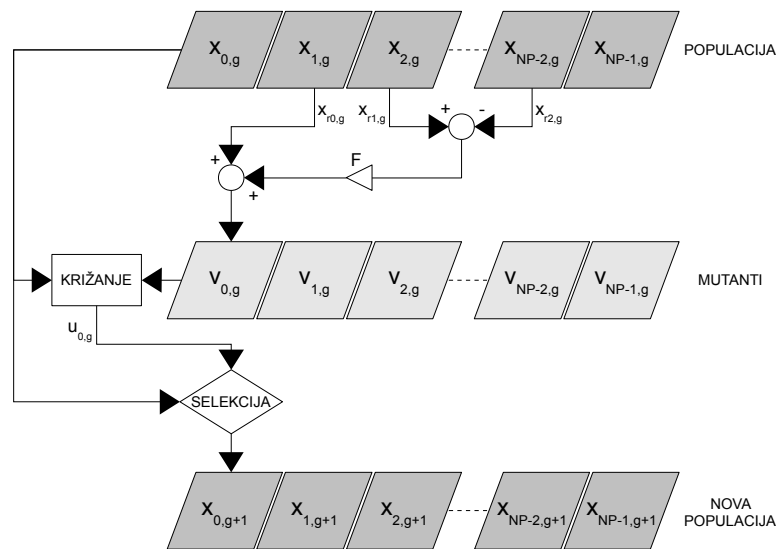 x0,g x1,g x2,g xNP-2,g xNP-1,g POPULACIJA
xr0,g xr1,g + - xr2,g
F
+
+
v0,g v1,g v2,g vNP-2,g vNP-1,g MUTANTI
KRIŽANJE
u0,g
SELEKCIJA
x0,g+1 x1,g+1 x2,g+1 xNP-2,g+1 xNP-1,g+1 NOVA
POPULACIJA